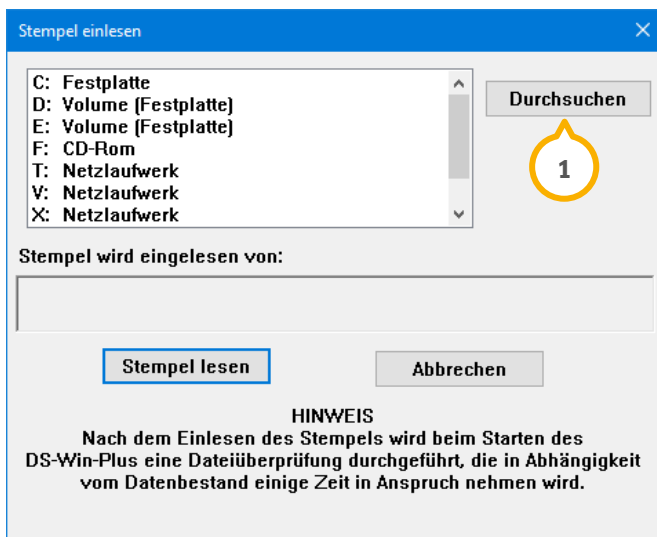 Stempel einlesen
C: Festplatte
D: Volume (Festplatte)
E: Volume (Festplatte)
F: CD-Rom
T: Netzlaufwerk
V: Netzlaufwerk
X: Netzlaufwerk
Durchsuchen
1
Stempel wird eingelesen von:
Stempel lesen
Abbrechen
HINWEIS
Nach dem Einlesen des Stempels wird beim Starten des
DS-Win-Plus eine Dateiüberprüfung durchgeführt, die in Abhängigkeit
vom Datenbestand einige Zeit in Anspruch nehmen wird.